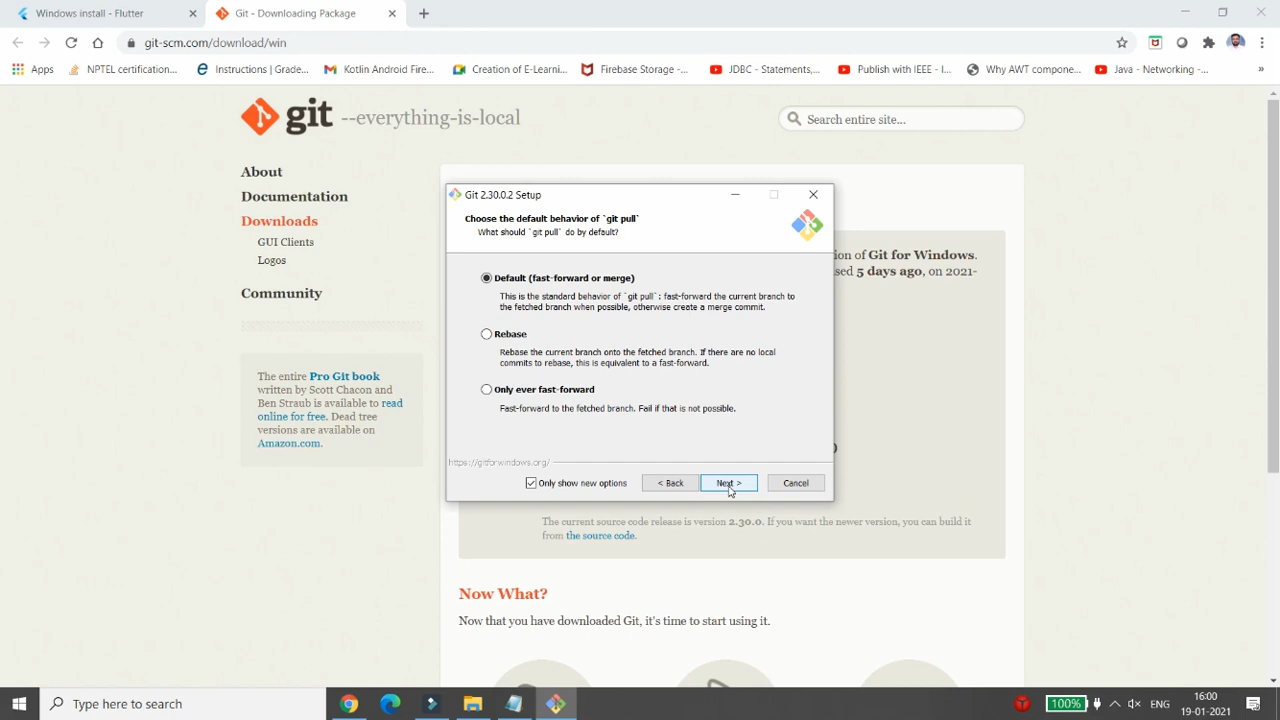 Windows install - Flutter
Git - Downloading Package
git-scm.com/download/win
Apps
NPTEL certification...
Instructions | Grade...
Kotlin Android Fire...
Creation of E-Learni...
Firebase Storage -...
JDBC - Statements,...
Publish with IEEE - I...
Why AWT compone...
Java - Networking -...
»
git --everything-is-local
Search entire site...
About
Documentation
Downloads
GUI Clients
Logos
Community
The entire Pro Git book
written by Scott Chacon and
Ben Straub is available to read
online for free. Dead tree
versions are available on
Amazon.com.
Git 2.30.0.2 Setup
Choose the default behavior of `git pull`
What should `git pull` do by default?
Default (fast-forward or merge)
This is the standard behavior of `git pull`: fast-forward the current branch to
the fetched branch when possible, otherwise create a merge commit.
Rebase
Rebase the current branch onto the fetched branch. If there are no local
commits to rebase, this is equivalent to a fast-forward.
Only ever fast-forward
Fast-forward to the fetched branch. Fail if that is not possible.
https://gitforwindows.org/
Only show new options
< Back
Next >
Cancel
ion of Git for Windows.
sed 5 days ago, on 2021-
The current source code release is version 2.30.0. If you want the newer version, you can build it
from the source code.
Now What?
Now that you have downloaded Git, it's time to start using it.
Type here to search
100%
ENG
16:00
19-01-2021